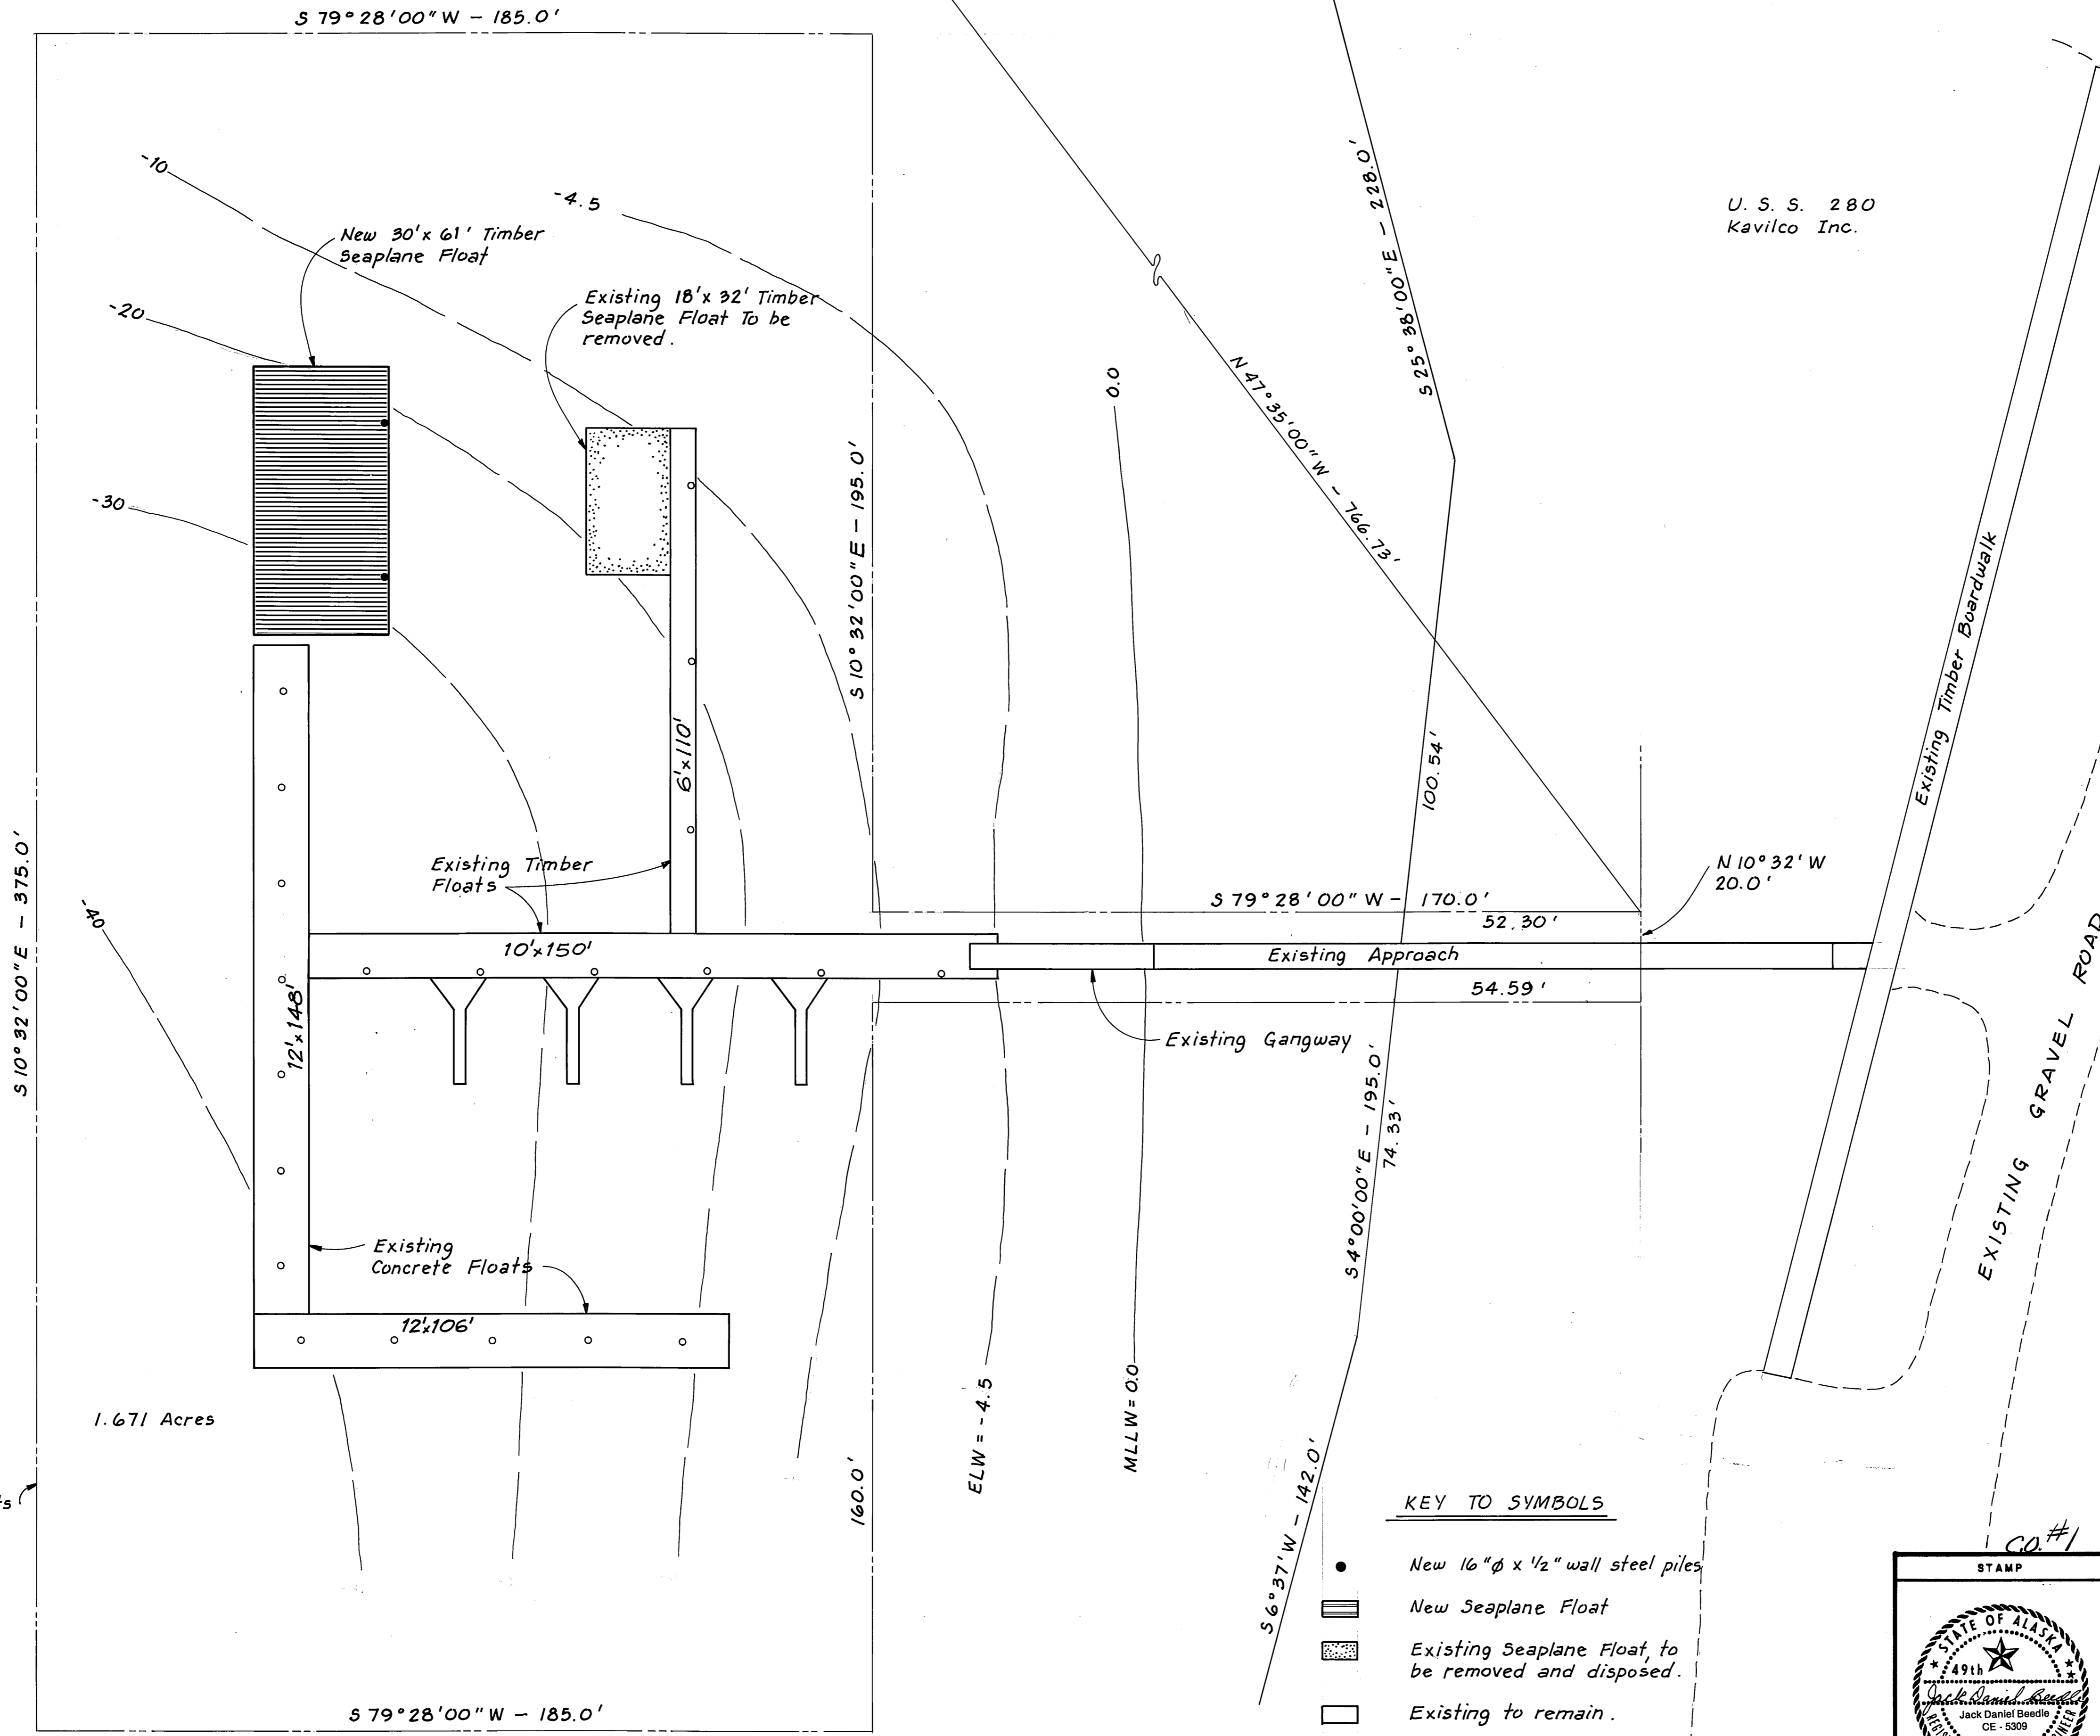 S 79° 28' 00" W - 185.0'
-10
-4.5
New 30' x 61' Timber
Seaplane Float
-20
Existing 18' x 32' Timber
Seaplane Float To be
removed.
-30
S 10° 32' 00" E - 195.0'
0.0
S 25° 38' 00" E - 228.0'
N 47° 35' 00" W - 766.73'
U. S. S. 280
Kavilco Inc.
Existing Timber Boardwalk
6' x 110'
100.54'
S 10° 32' 00" E - 375.0'
Existing Timber
Floats
-40
N 10° 32' W
20.0'
S 79° 28' 00" W - 170.0'
52.30'
10' x 150'
Existing Approach
54.59'
12' x 148'
Existing Gangway
EXISTING GRAVEL ROAD
S 4° 00' 00" E - 195.0'
74.33'
Existing
Concrete Floats
12' x 106'
1.671 Acres
160.0'
ELW = -4.5
MLLW = 0.0
S 6° 37' W - 142.0'
KEY TO SYMBOLS
New 16" ø x 1/2" wall steel piles
New Seaplane Float
Existing Seaplane Float, to
be removed and disposed.
Existing to remain.
S 79° 28' 00" W - 185.0'
C.O. #1
STAMP
STATE OF ALASKA
49th
Jack Daniel Beedle
Jack Daniel Beedle
CE - 5309